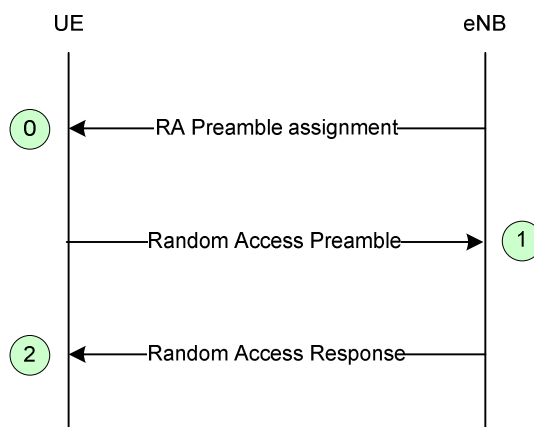 UE eNB
0 RA Preamble assignment
Random Access Preamble 1
2 Random Access Response